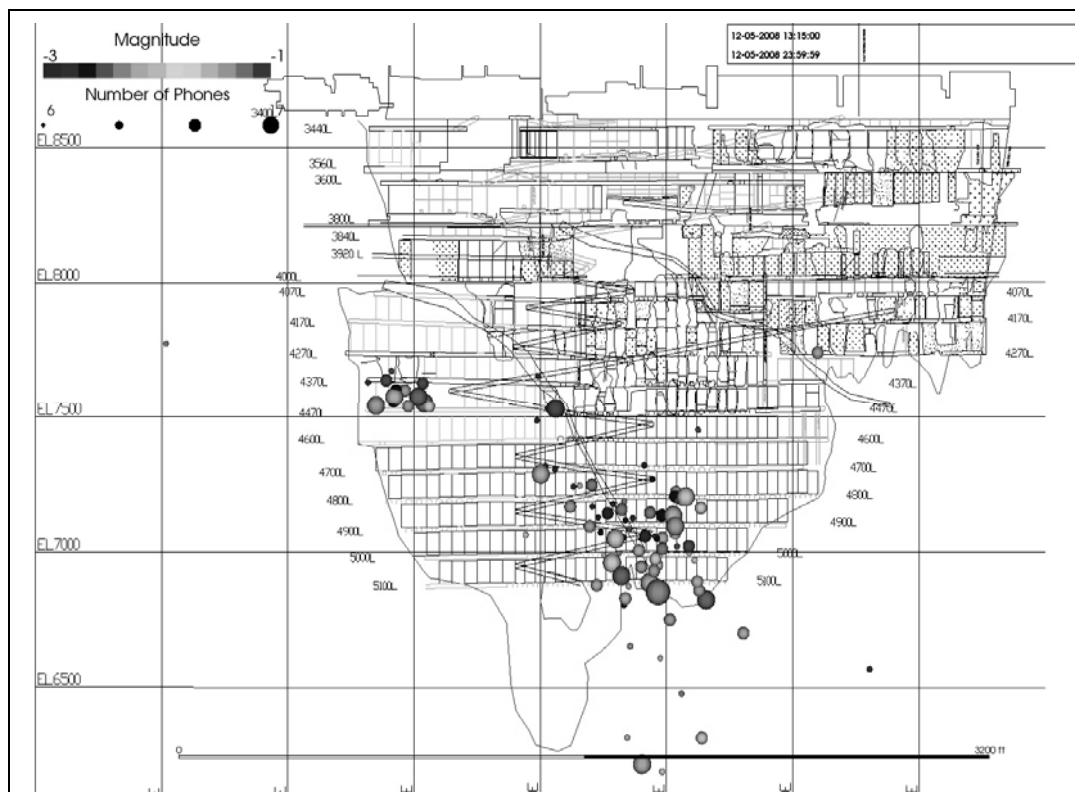 Magnitude
-3 -1
Number of Phones
6 17
12-05-2008 13:15:00
12-05-2008 23:59:59
3400L
3440L
EL.8500
3560L
3600L
3800L
3840L
3920 L
EL.8000
4000L
4070L
4070L
4170L
4170L
4270L
4270L
4370L
4370L
4470L
EL.7500
4470L
4600L
4600L
4700L
4700L
4800L
4800L
4900L
4900L
EL.7000
5000L
5000L
5100L
5100L
EL.6500
0 3200 ft
E E E E E E E